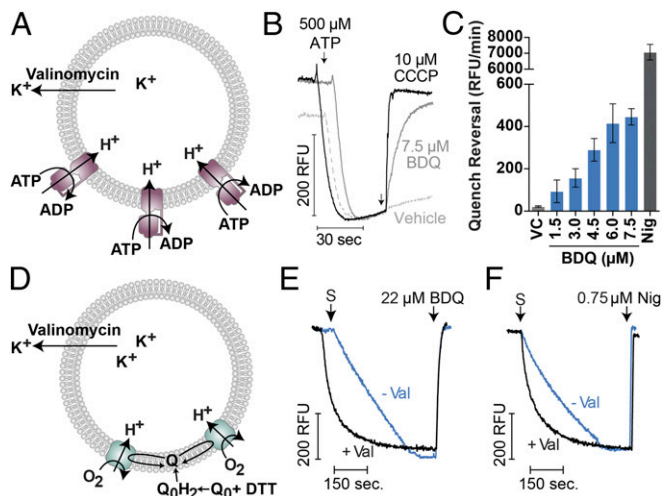 A
Valinomycin
K⁺
K⁺
H⁺
H⁺
H⁺
ATP
ADP
ATP
ADP
ATP
ADP
B
500 µM
ATP
10 µM
CCCP
7.5 µM
BDQ
Vehicle
200 RFU
30 sec
C
Quench Reversal (RFU/min)
8000
7000
6000
600
400
200
0
VC
1.5
3.0
4.5
6.0
7.5
Nig
BDQ (µM)
D
Valinomycin
K⁺
K⁺
K⁺
H⁺
H⁺
O₂
Q
O₂
Q₀H₂←Q₀+ DTT
E
S
22 µM BDQ
- Val
+ Val
200 RFU
150 sec.
F
S
0.75 µM Nig
- Val
+ Val
200 RFU
150 sec.